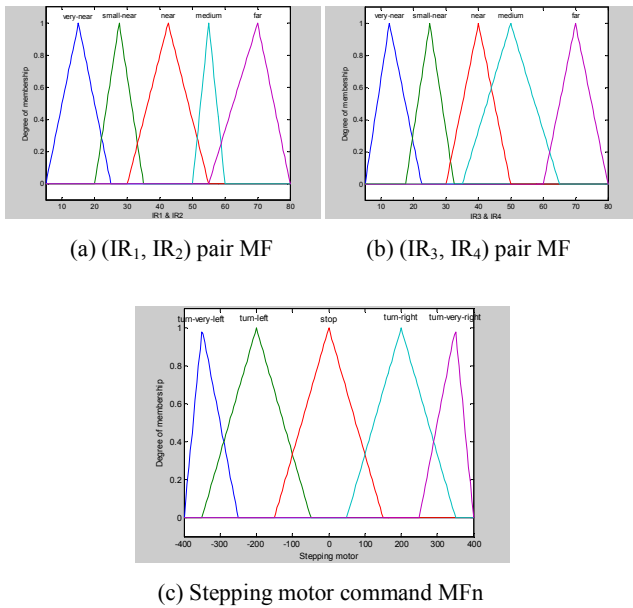 very-near small-near near medium far
1
0.8
0.6
0.4
0.2
0
Degree of membership
10 20 30 40 50 60 70 80
IR1 & IR2
(a) (IR1, IR2) pair MF
very-near small-near near medium far
1
0.8
0.6
0.4
0.2
0
Degree of membership
10 20 30 40 50 60 70 80
IR3 & IR4
(b) (IR3, IR4) pair MF
turn-very-left turn-left stop turn-right turn-very-right
1
0.8
0.6
0.4
0.2
0
Degree of membership
-400 -300 -200 -100 0 100 200 300 400
Stepping motor
(c) Stepping motor command MFn